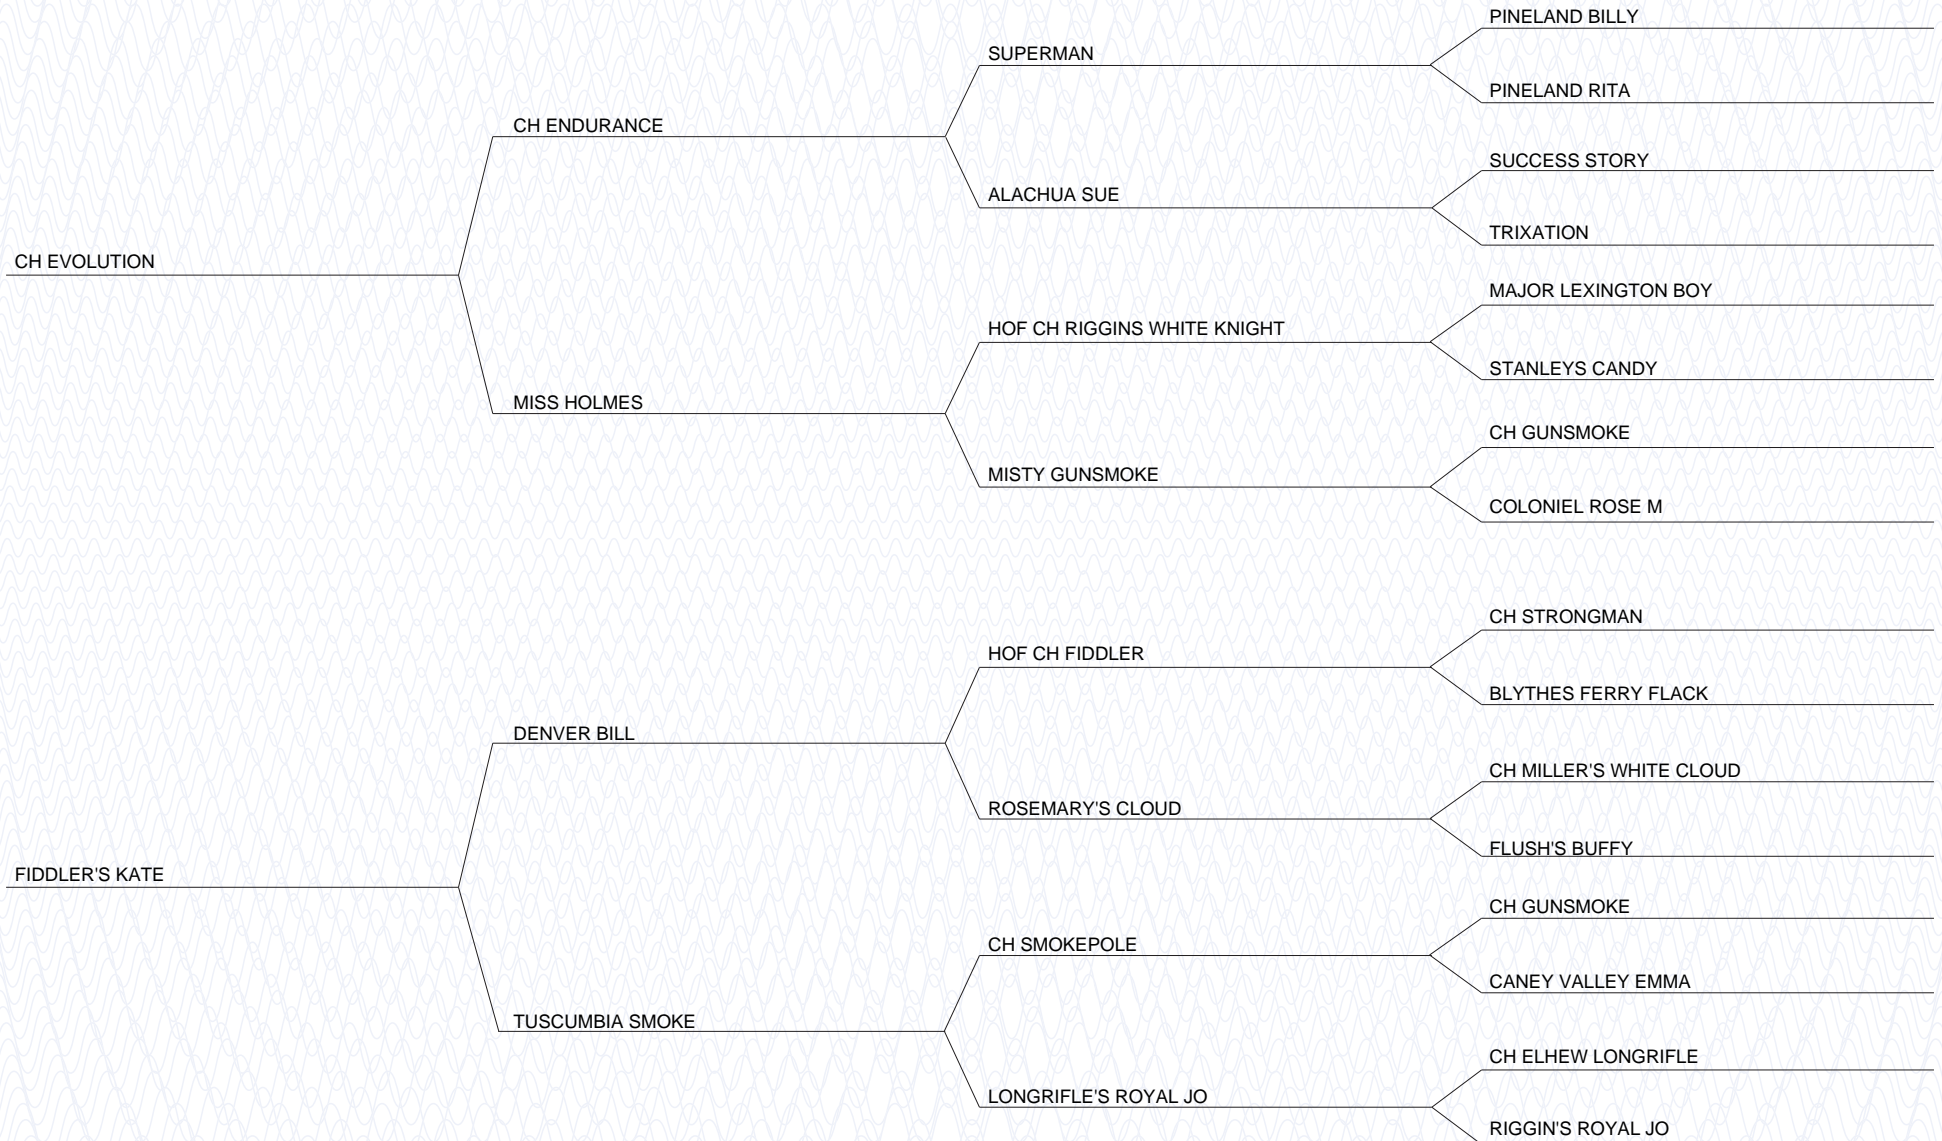 PINELAND BILLY
SUPERMAN
PINELAND RITA
CH ENDURANCE
SUCCESS STORY
ALACHUA SUE
TRIXATION
CH EVOLUTION
MAJOR LEXINGTON BOY
HOF CH RIGGINS WHITE KNIGHT
STANLEYS CANDY
MISS HOLMES
CH GUNSMOKE
MISTY GUNSMOKE
COLONIEL ROSE M
CH STRONGMAN
HOF CH FIDDLER
BLYTHES FERRY FLACK
DENVER BILL
CH MILLER'S WHITE CLOUD
ROSEMARY'S CLOUD
FLUSH'S BUFFY
FIDDLER'S KATE
CH GUNSMOKE
CH SMOKEPOLE
CANEY VALLEY EMMA
TUSCUMBIA SMOKE
CH ELHEW LONGRIFLE
LONGRIFLE'S ROYAL JO
RIGGIN'S ROYAL JO